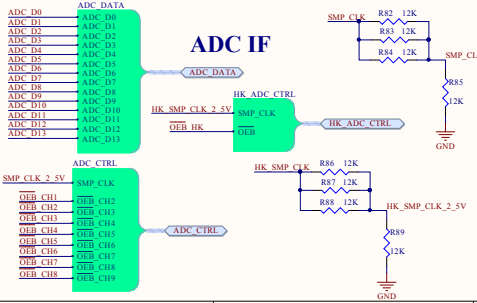 ADC IF
ADC_DATA
ADC_D0 ADC_D0
ADC_D1 ADC_D1
ADC_D2 ADC_D2
ADC_D3 ADC_D3
ADC_D4 ADC_D4
ADC_D5 ADC_D5
ADC_D6 ADC_D6
ADC_D7 ADC_D7
ADC_D8 ADC_D8
ADC_D9 ADC_D9
ADC_D10 ADC_D10
ADC_D11 ADC_D11
ADC_D12 ADC_D12
ADC_D13 ADC_D13
ADC_DATA
HK_ADC_CTRL
HK_SMP_CLK_2_5V SMP_CLK
OEB_HK OEB
HK_ADC_CTRL
SMP_CLK
R82 12K
R83 12K
R84 12K
SMP_CL
R85
12K
GND
ADC_CTRL
SMP_CLK_2_5V SMP_CLK
OEB_CH1 OEB_CH2
OEB_CH2 OEB_CH3
OEB_CH3 OEB_CH4
OEB_CH4 OEB_CH5
OEB_CH5 OEB_CH6
OEB_CH6 OEB_CH7
OEB_CH7 OEB_CH8
OEB_CH8 OEB_CH9
ADC_CTRL
HK_SMP_CLK
R86 12K
R87 12K
R88 12K
HK_SMP_CLK_2_5V
R89
12K
GND